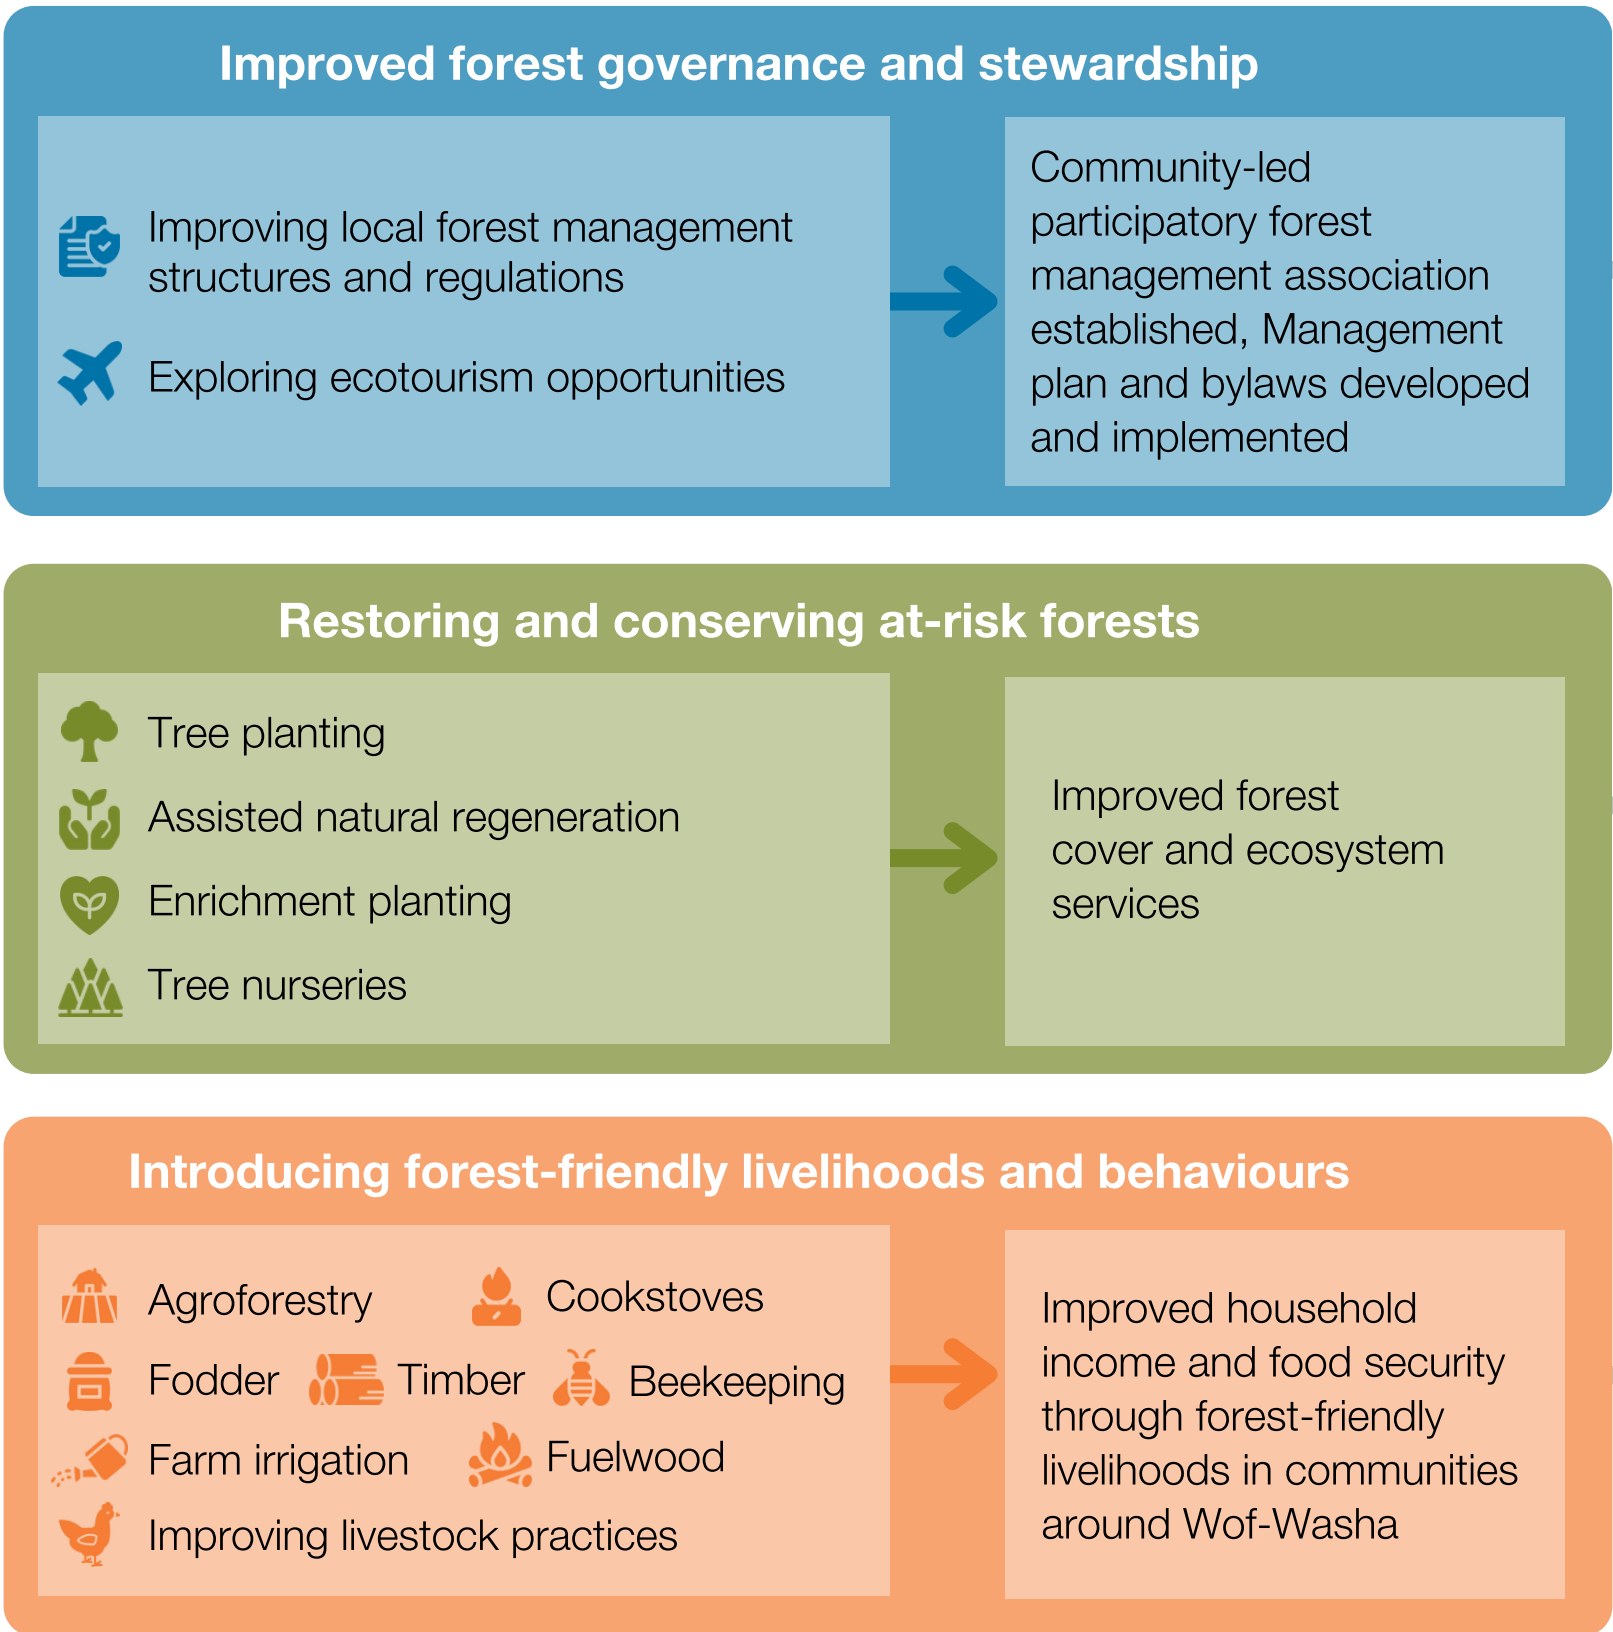 Improved forest governance and stewardship
Improving local forest management
structures and regulations
Exploring ecotourism opportunities
Community-led
participatory forest
management association
established, Management
plan and bylaws developed
and implemented
Restoring and conserving at-risk forests
Tree planting
Assisted natural regeneration
Enrichment planting
Tree nurseries
Improved forest
cover and ecosystem
services
Introducing forest-friendly livelihoods and behaviours
Agroforestry
Cookstoves
Fodder
Timber
Beekeeping
Farm irrigation
Fuelwood
Improving livestock practices
Improved household
income and food security
through forest-friendly
livelihoods in communities
around Wof-Washa